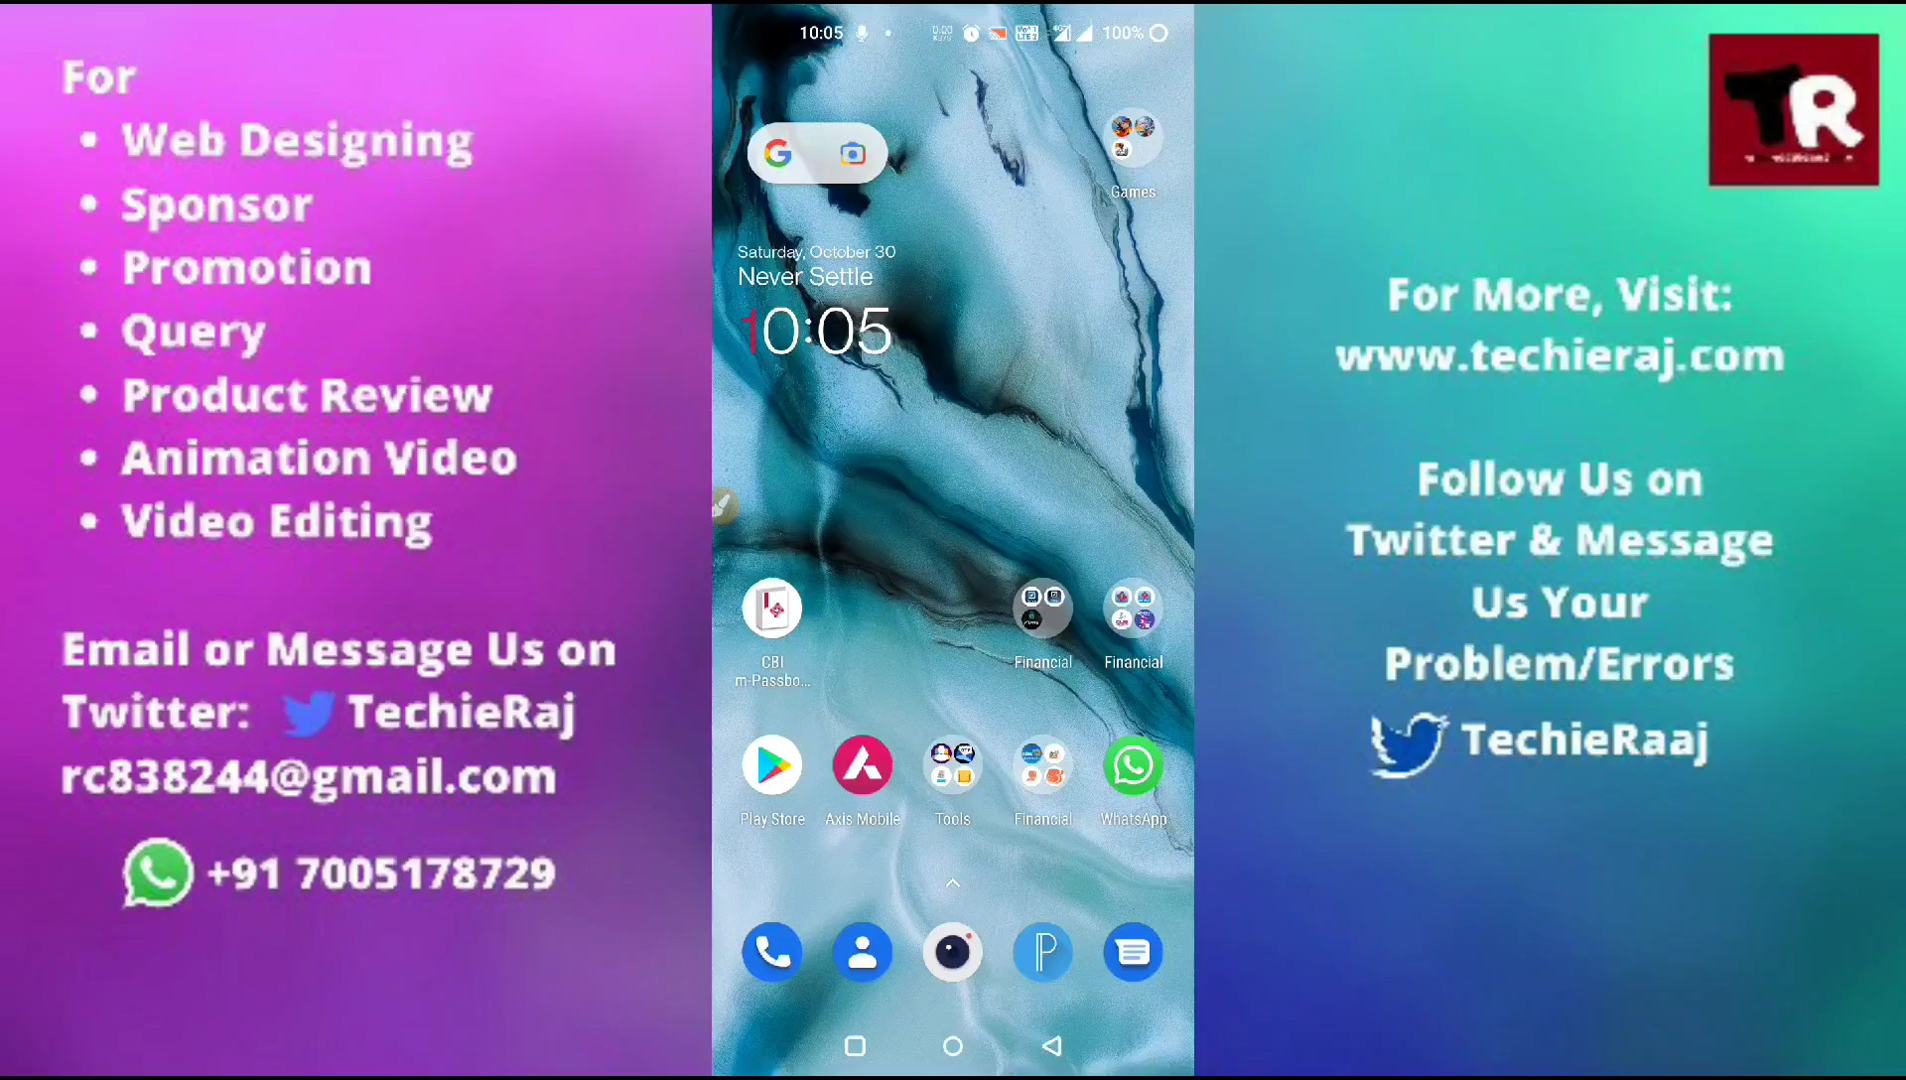 For
• Web Designing
• Sponsor
• Promotion
• Query
• Product Review
• Animation Video
• Video Editing
Email or Message Us on
Twitter: TechieRaj
rc838244@gmail.com
+91 7005178729
10:05
100%
Games
Saturday, October 30
Never Settle
10:05
CBI
m-Passbo...
Financial
Financial
Play Store
Axis Mobile
Tools
Financial
WhatsApp
TR
For More, Visit:
www.techieraj.com
Follow Us on
Twitter & Message
Us Your
Problem/Errors
TechieRaaj